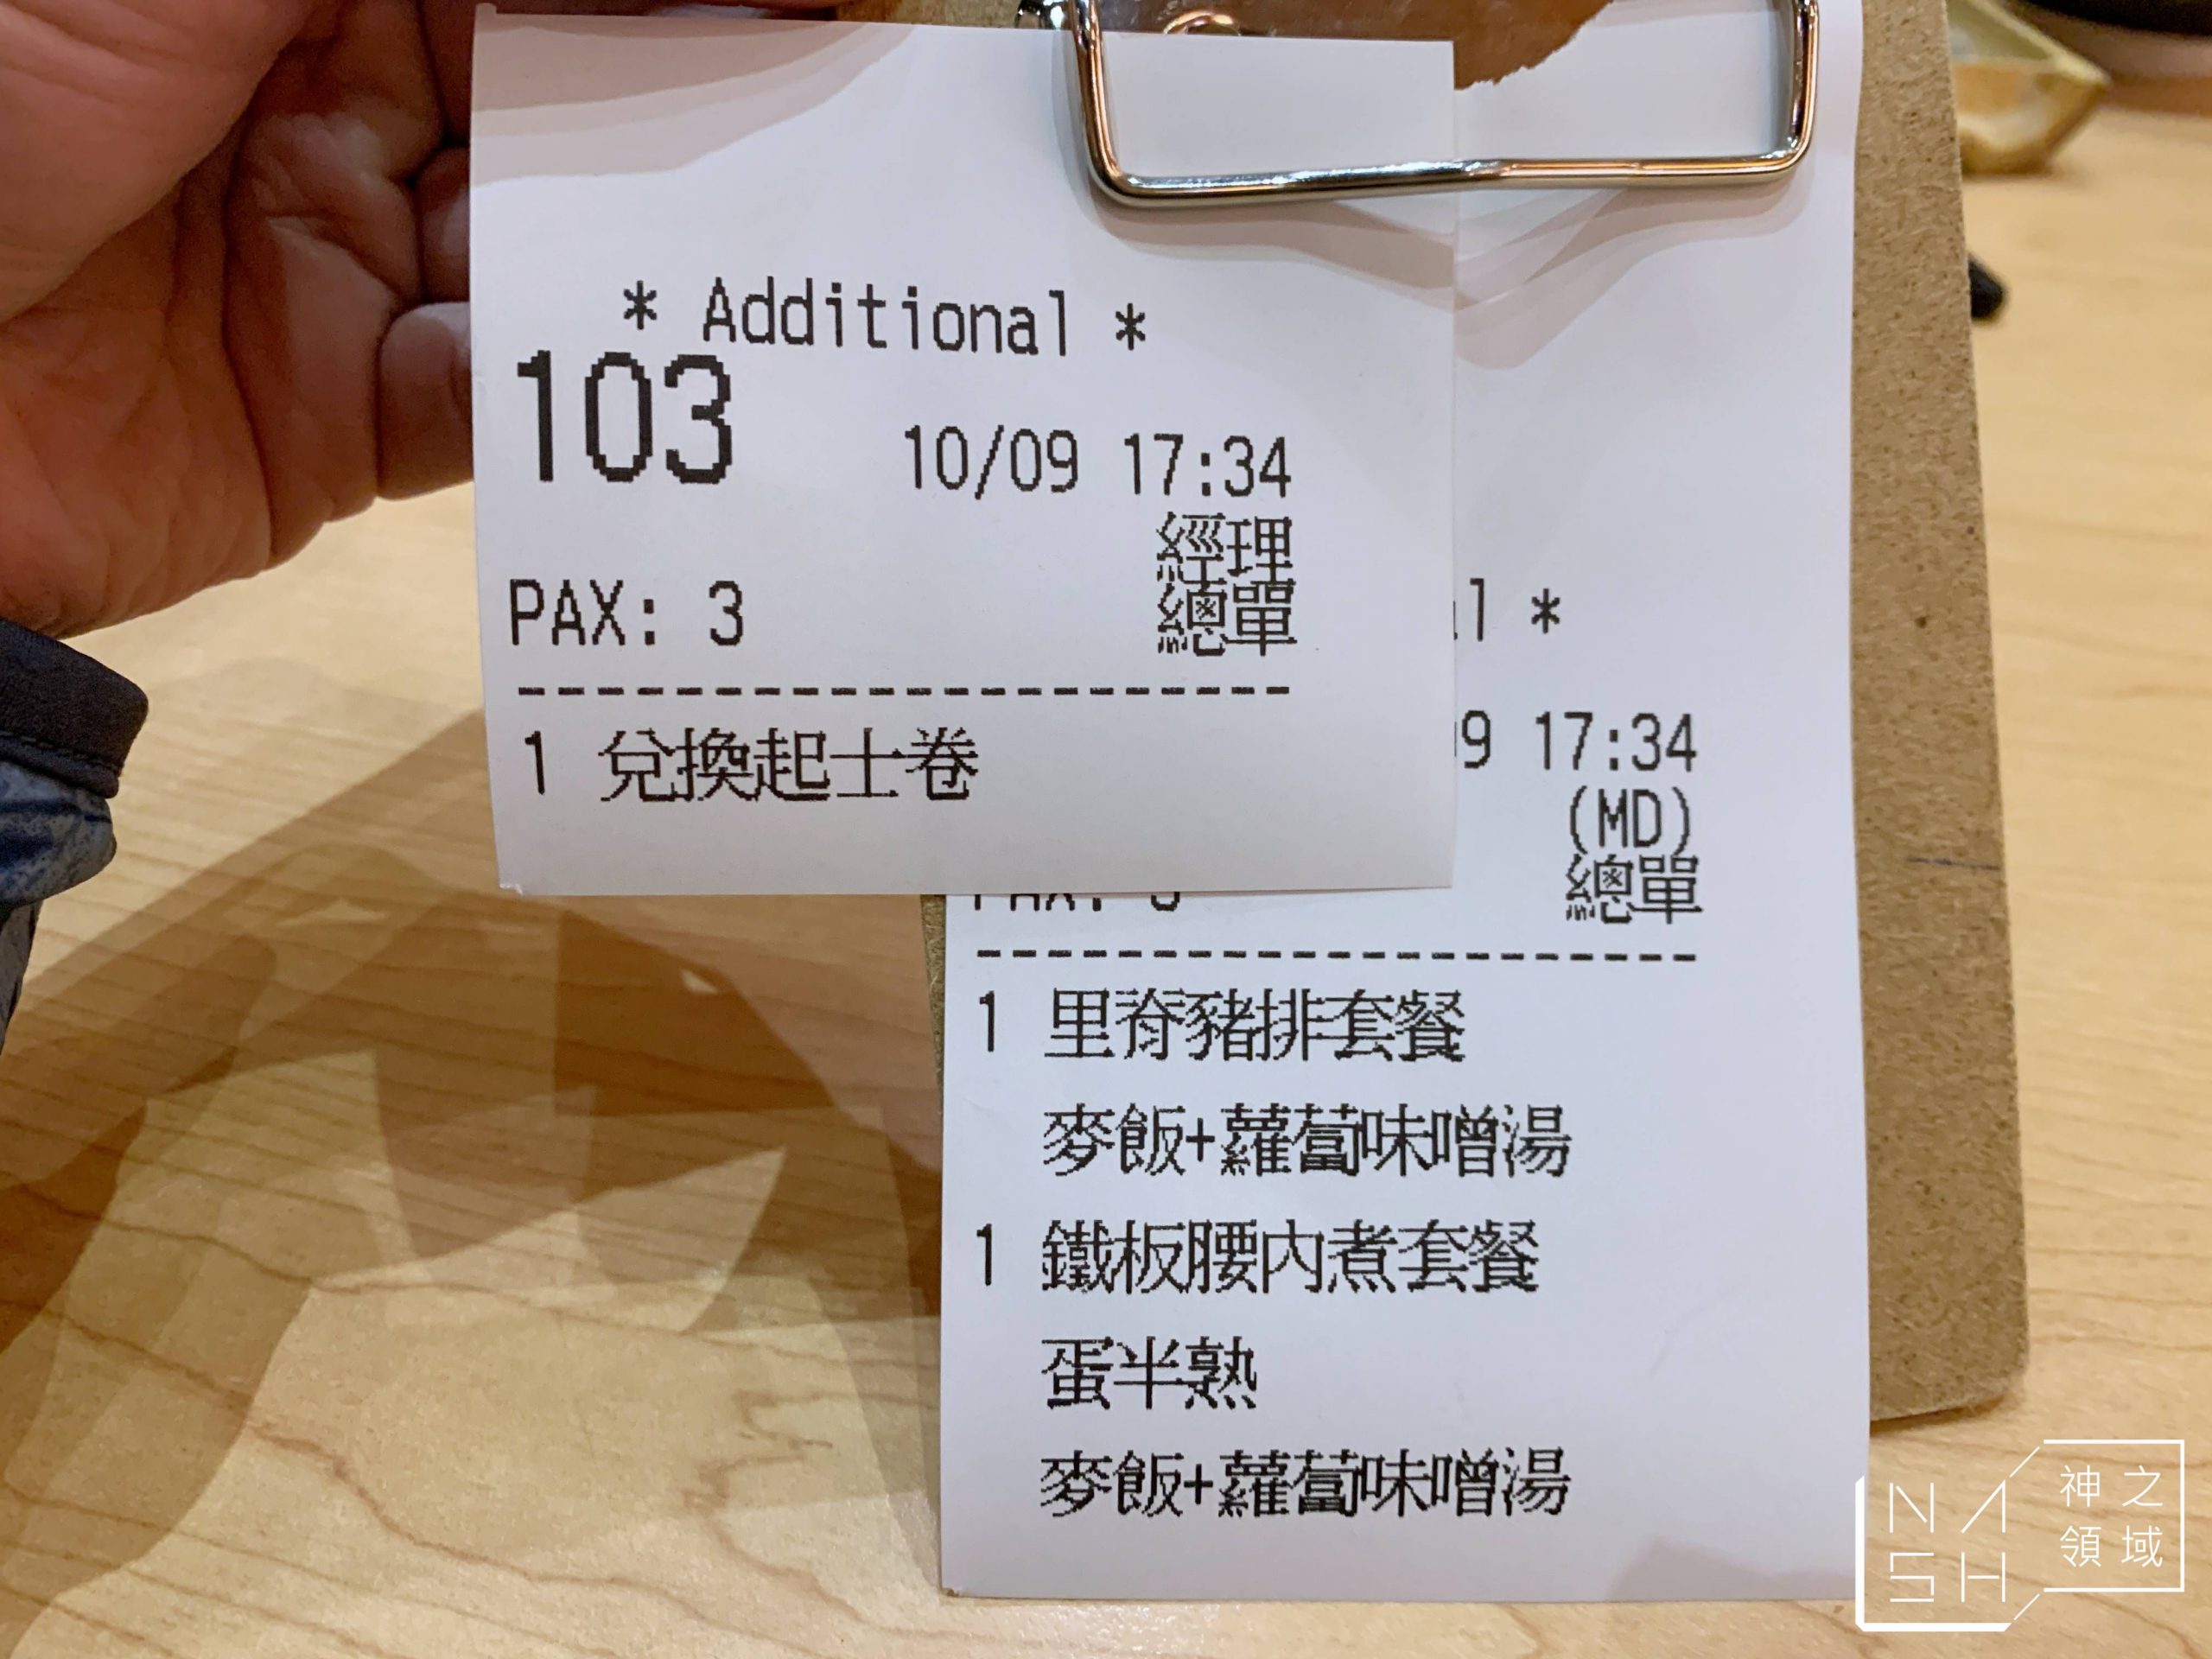 * Additional *
103
10/09 17:34
經理
PAX: 3
總單
1 兌換起士卷
l *
9 17:34
(MD)
總單
1 里脊豬排套餐
麥飯+蘿蔔味噌湯
1 鐵板腰內煮套餐
蛋半熟
麥飯+蘿蔔味噌湯
NASH
神之領域